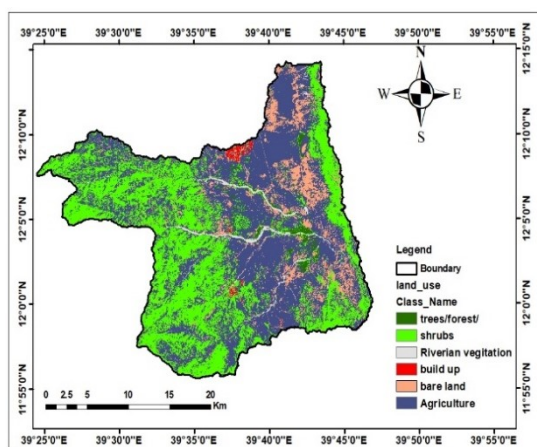 39°25'0"E 39°30'0"E 39°35'0"E 39°40'0"E 39°45'0"E 39°50'0"E 39°55'0"E
12°15'0"N
12°10'0"N
12°5'0"N
12°0'0"N
11°55'0"N
N
W E
S
Legend
Boundary
land_use
Class_Name
trees/forest/
shrubs
Riverian vegitation
build up
bare land
Agriculture
0 2.5 5 10 15 20
Km
12°15'0"N
12°10'0"N
12°5'0"N
12°0'0"N
11°55'0"N
39°25'0"E 39°30'0"E 39°35'0"E 39°40'0"E 39°45'0"E 39°50'0"E 39°55'0"E